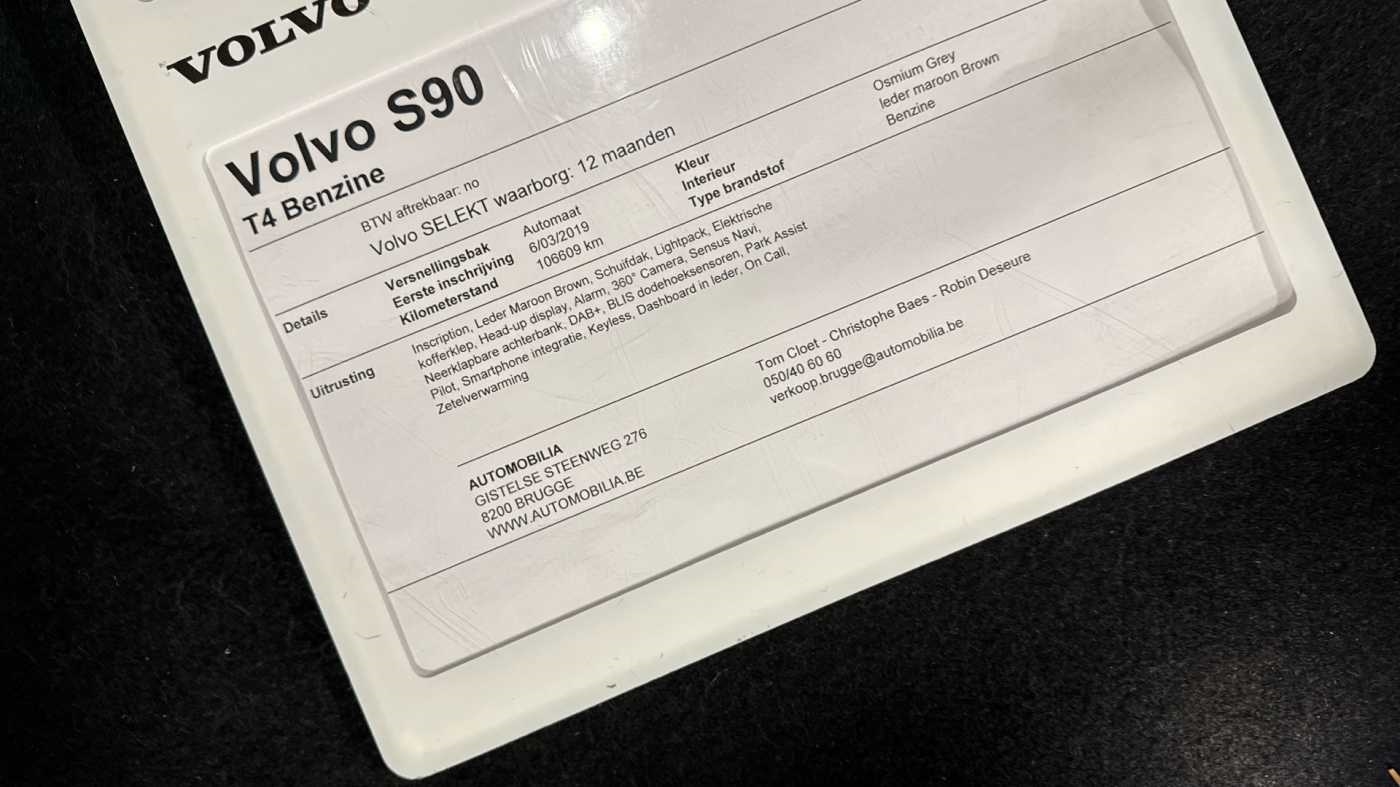 VOLVO
Volvo S90
T4 Benzine
BTW aftrekbaar: no
Volvo SELEKT waarborg: 12 maanden
Details
Versnellingsbak Automaat
Eerste inschrijving 6/03/2019
Kilometerstand 106609 km
Kleur Osmium Grey
Interieur leder maroon Brown
Type brandstof Benzine
Uitrusting
Inscription, Leder Maroon Brown, Schuifdak, Lightpack, Elektrische
kofferklep, Head-up display, Alarm, 360° Camera, Sensus Navi,
Neerklapbare achterbank, DAB+, BLIS dodehoeksensoren, Park Assist
Pilot, Smartphone integratie, Keyless, Dashboard in leder, On Call,
Zetelverwarming
AUTOMOBILIA
GISTELSE STEENWEG 276
8200 BRUGGE
WWW.AUTOMOBILIA.BE
Tom Cloet - Christophe Baes - Robin Deseure
050/40 60 60
verkoop.brugge@automobilia.be